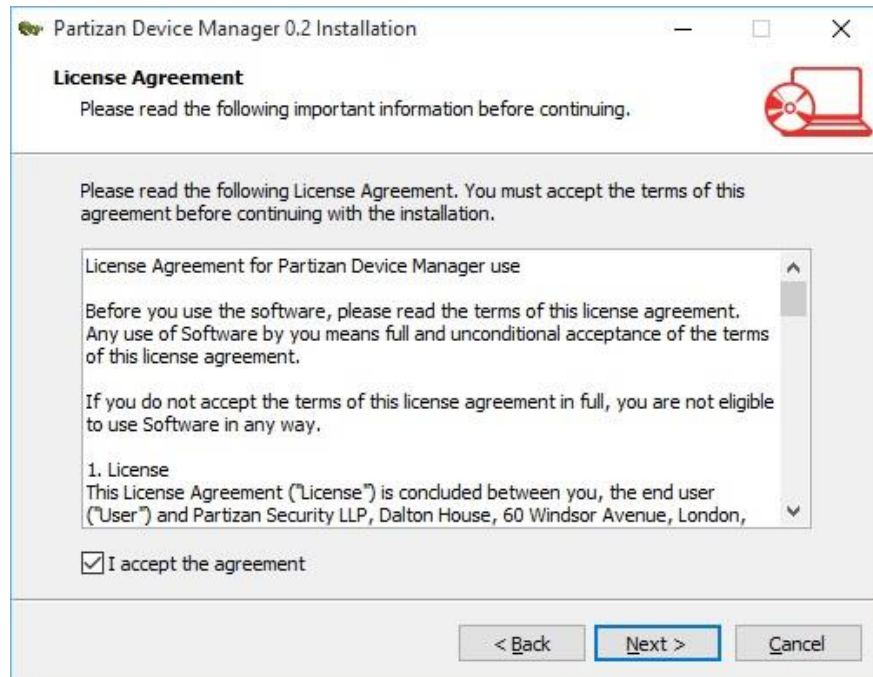 Partizan Device Manager 0.2 Installation
License Agreement
Please read the following important information before continuing.
Please read the following License Agreement. You must accept the terms of this
agreement before continuing with the installation.
License Agreement for Partizan Device Manager use
Before you use the software, please read the terms of this license agreement.
Any use of Software by you means full and unconditional acceptance of the terms
of this license agreement.
If you do not accept the terms of this license agreement in full, you are not eligible
to use Software in any way.
1. License
This License Agreement ("License") is concluded between you, the end user
("User") and Partizan Security LLP, Dalton House, 60 Windsor Avenue, London,
I accept the agreement
< Back Next > Cancel